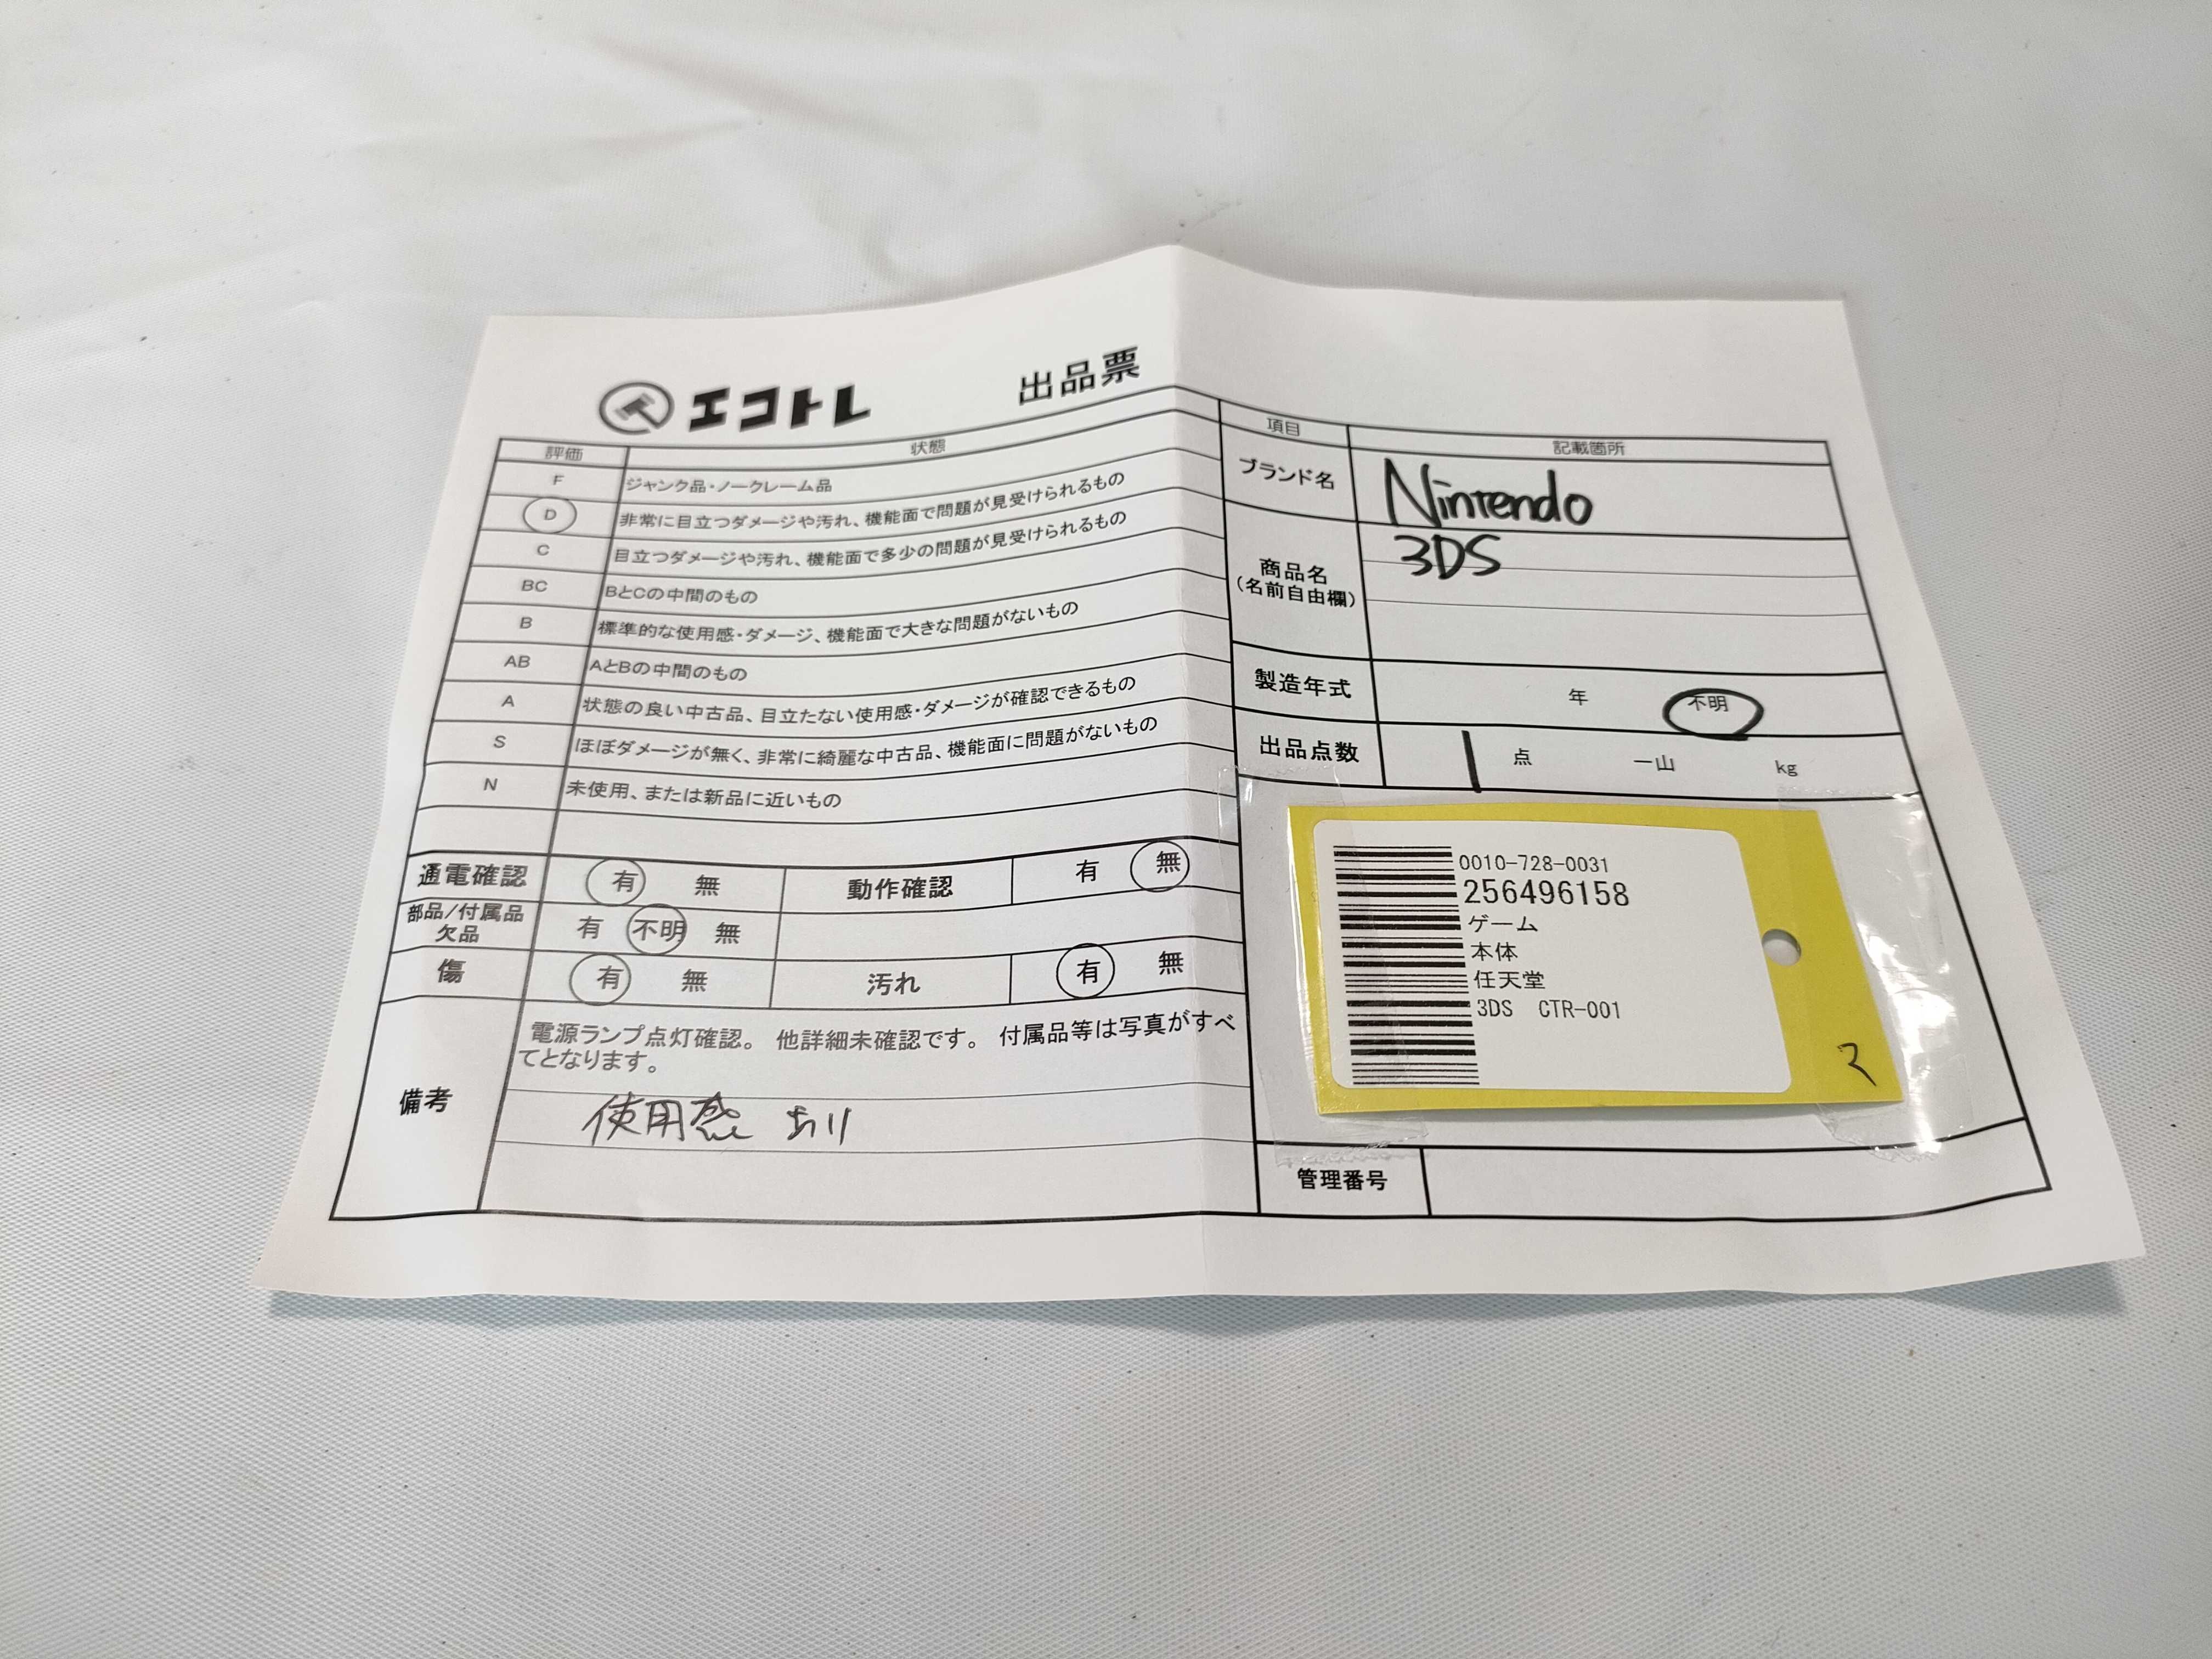 エコトレ 出品票
評価 状態
F ジャンク品・ノークレーム品
D 非常に目立つダメージや汚れ、機能面で問題が見受けられるもの
C 目立つダメージや汚れ、機能面で多少の問題が見受けられるもの
BC BとCの中間のもの
B 標準的な使用感・ダメージ、機能面で大きな問題がないもの
AB AとBの中間のもの
A 状態の良い中古品、目立たない使用感・ダメージが確認できるもの
S ほぼダメージが無く、非常に綺麗な中古品、機能面に問題がないもの
N 未使用、または新品に近いもの
通電確認 有 無 動作確認 有 無
部品/付属品
欠品 有 不明 無
傷 有 無 汚れ 有 無
備考
電源ランプ点灯確認。 他詳細未確認です。 付属品等は写真がすべ
てとなります。
使用感 あり
項目 記載箇所
ブランド名 Nintendo
商品名
(名前自由欄)
3DS
製造年式 年 不明
出品点数 1 点 一山 kg
0010-728-0031
256496158
ゲーム
本体
任天堂
3DS CTR-001
管理番号